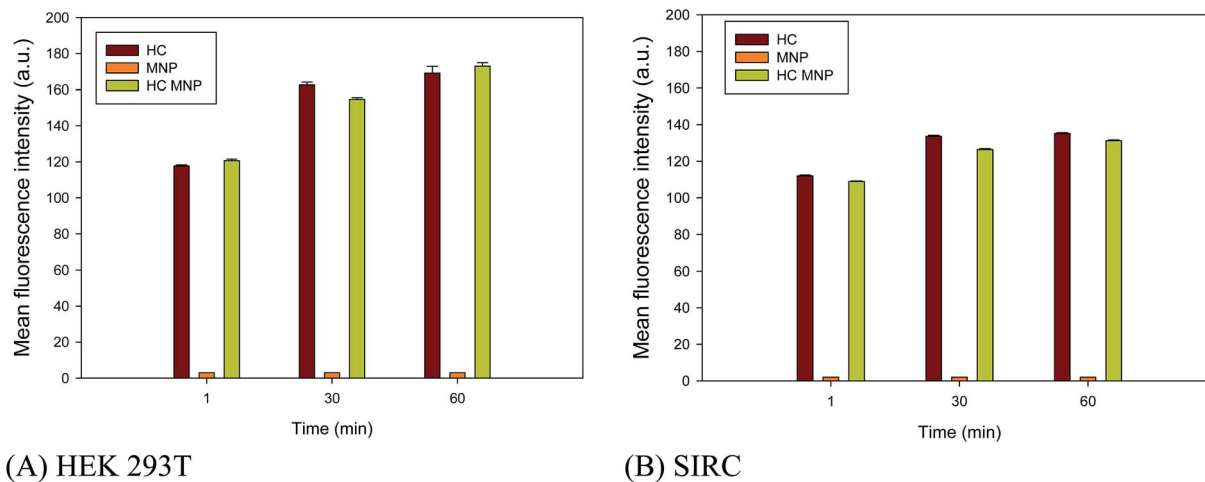 200
180
160
140
120
100
80
60
40
20
0
Mean fluorescence intensity (a.u.)
HC
MNP
HC MNP
1 30 60
Time (min)
(A) HEK 293T
200
180
160
140
120
100
80
60
40
20
0
Mean fluorescence intensity (a.u.)
HC
MNP
HC MNP
1 30 60
Time (min)
(B) SIRC